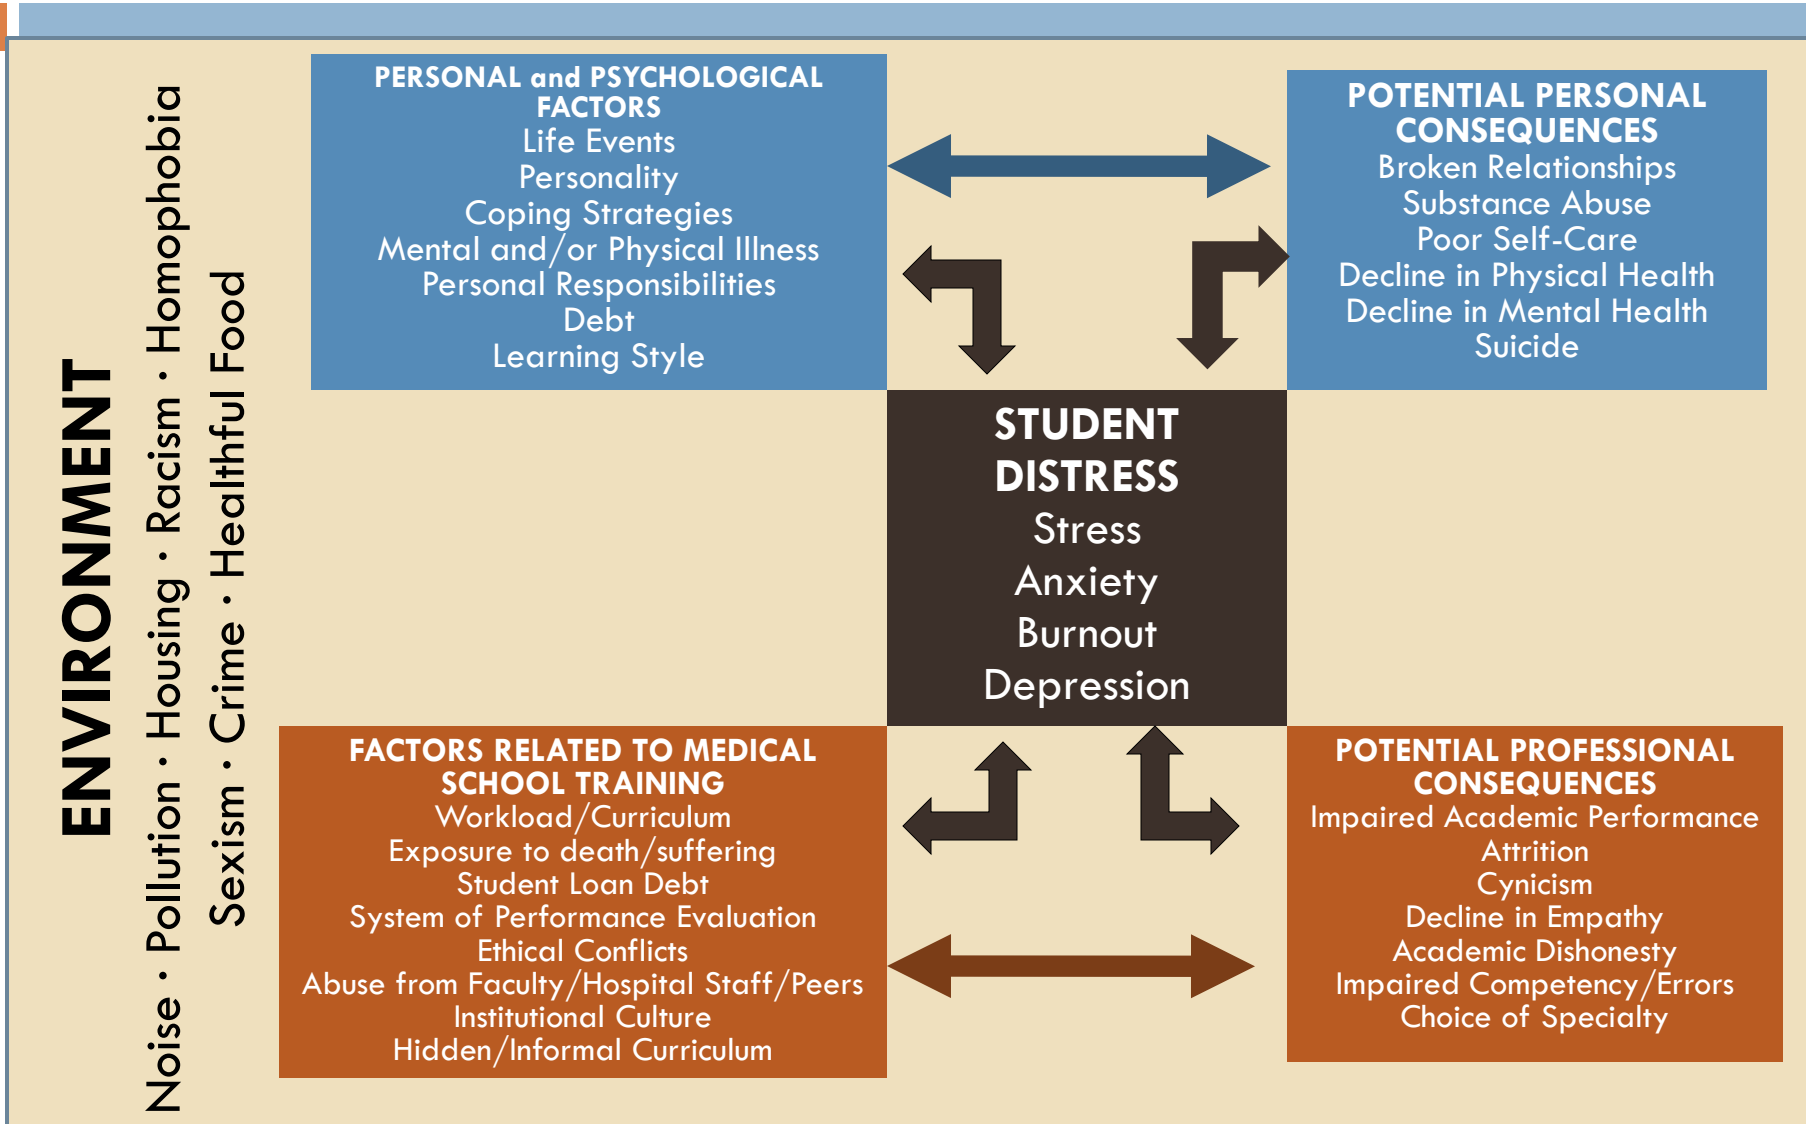 ENVIRONMENT
Noise · Pollution · Housing · Racism · Homophobia
Sexism · Crime · Healthful Food
PERSONAL and PSYCHOLOGICAL
FACTORS
Life Events
Personality
Coping Strategies
Mental and/or Physical Illness
Personal Responsibilities
Debt
Learning Style
POTENTIAL PERSONAL
CONSEQUENCES
Broken Relationships
Substance Abuse
Poor Self-Care
Decline in Physical Health
Decline in Mental Health
Suicide
STUDENT
DISTRESS
Stress
Anxiety
Burnout
Depression
FACTORS RELATED TO MEDICAL
SCHOOL TRAINING
Workload/Curriculum
Exposure to death/suffering
Student Loan Debt
System of Performance Evaluation
Ethical Conflicts
Abuse from Faculty/Hospital Staff/Peers
Institutional Culture
Hidden/Informal Curriculum
POTENTIAL PROFESSIONAL
CONSEQUENCES
Impaired Academic Performance
Attrition
Cynicism
Decline in Empathy
Academic Dishonesty
Impaired Competency/Errors
Choice of Specialty